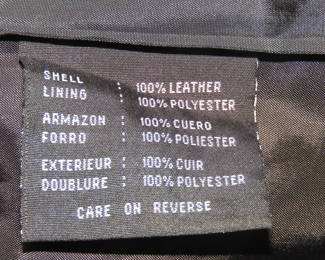 SHELL : 100% LEATHER
LINING : 100% POLYESTER
ARMAZON : 100% CUERO
FORRO : 100% POLIESTER
EXTERIEUR : 100% CUIR
DOUBLURE : 100% POLYESTER
CARE ON REVERSE